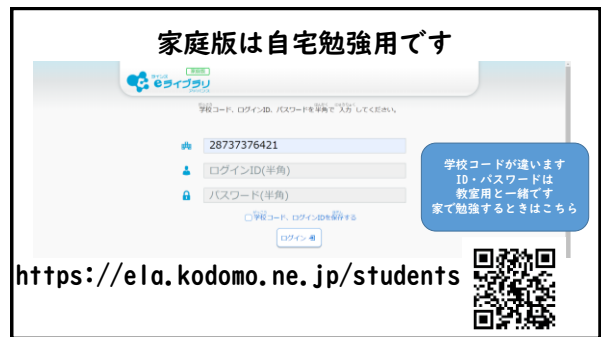 家庭版は自宅勉強用です
家庭版
eライブラリ
学校コード、ログインID、パスワードを半角で入力してください。
28737376421
ログインID(半角)
パスワード(半角)
学校コード、ログインIDを保存する
ログイン
学校コードが違います
ID・パスワードは
教室用と一緒です
家で勉強するときはこちら
https://ela.kodomo.ne.jp/students